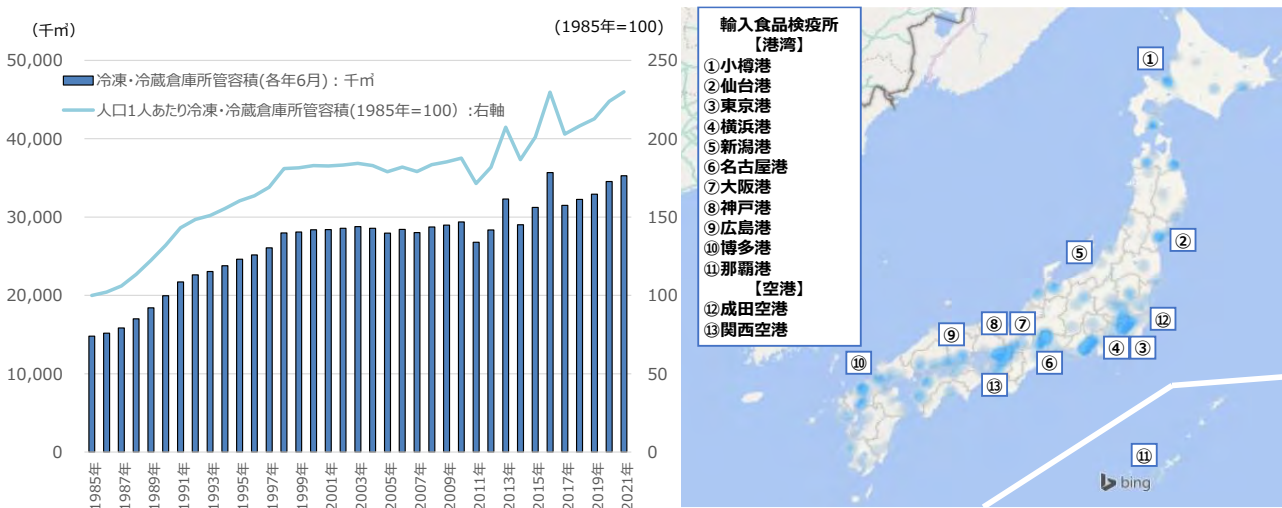 (千㎥)
(1985年=100)
50,000
40,000
30,000
20,000
10,000
0
250
200
150
100
50
0
冷凍・冷蔵倉庫所管容積(各年6月)：千㎥
人口1人あたり冷凍・冷蔵倉庫所管容積(1985年=100）:右軸
1985年
1987年
1989年
1991年
1993年
1995年
1997年
1999年
2001年
2003年
2005年
2007年
2009年
2011年
2013年
2015年
2017年
2019年
2021年
輸入食品検疫所
【港湾】
①小樽港
②仙台港
③東京港
④横浜港
⑤新潟港
⑥名古屋港
⑦大阪港
⑧神戸港
⑨広島港
⑩博多港
⑪那覇港
【空港】
⑫成田空港
⑬関西空港
①
②
⑤
⑧ ⑦
⑨
⑫
④ ③
⑩
⑥
⑬
⑪
bing